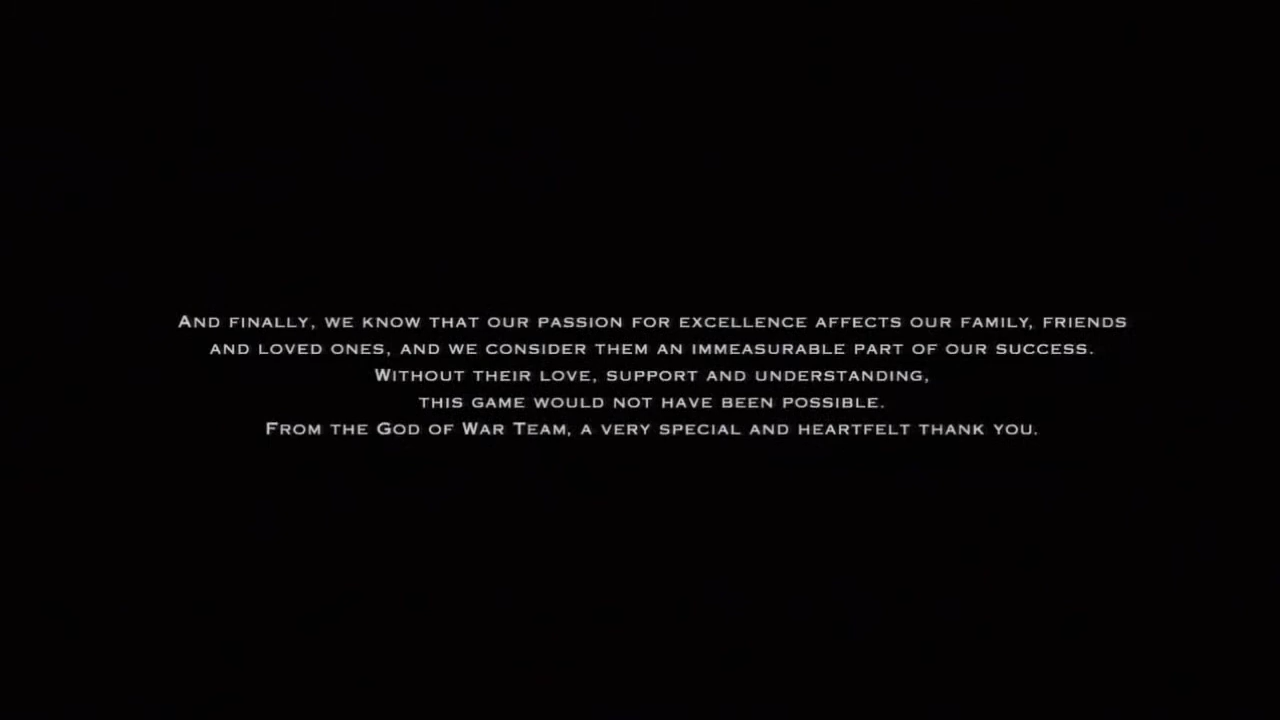 And finally, we know that our passion for excellence affects our family, friends
and loved ones, and we consider them an immeasurable part of our success.
Without their love, support and understanding,
this game would not have been possible.
From the God of War Team, a very special and heartfelt thank you.